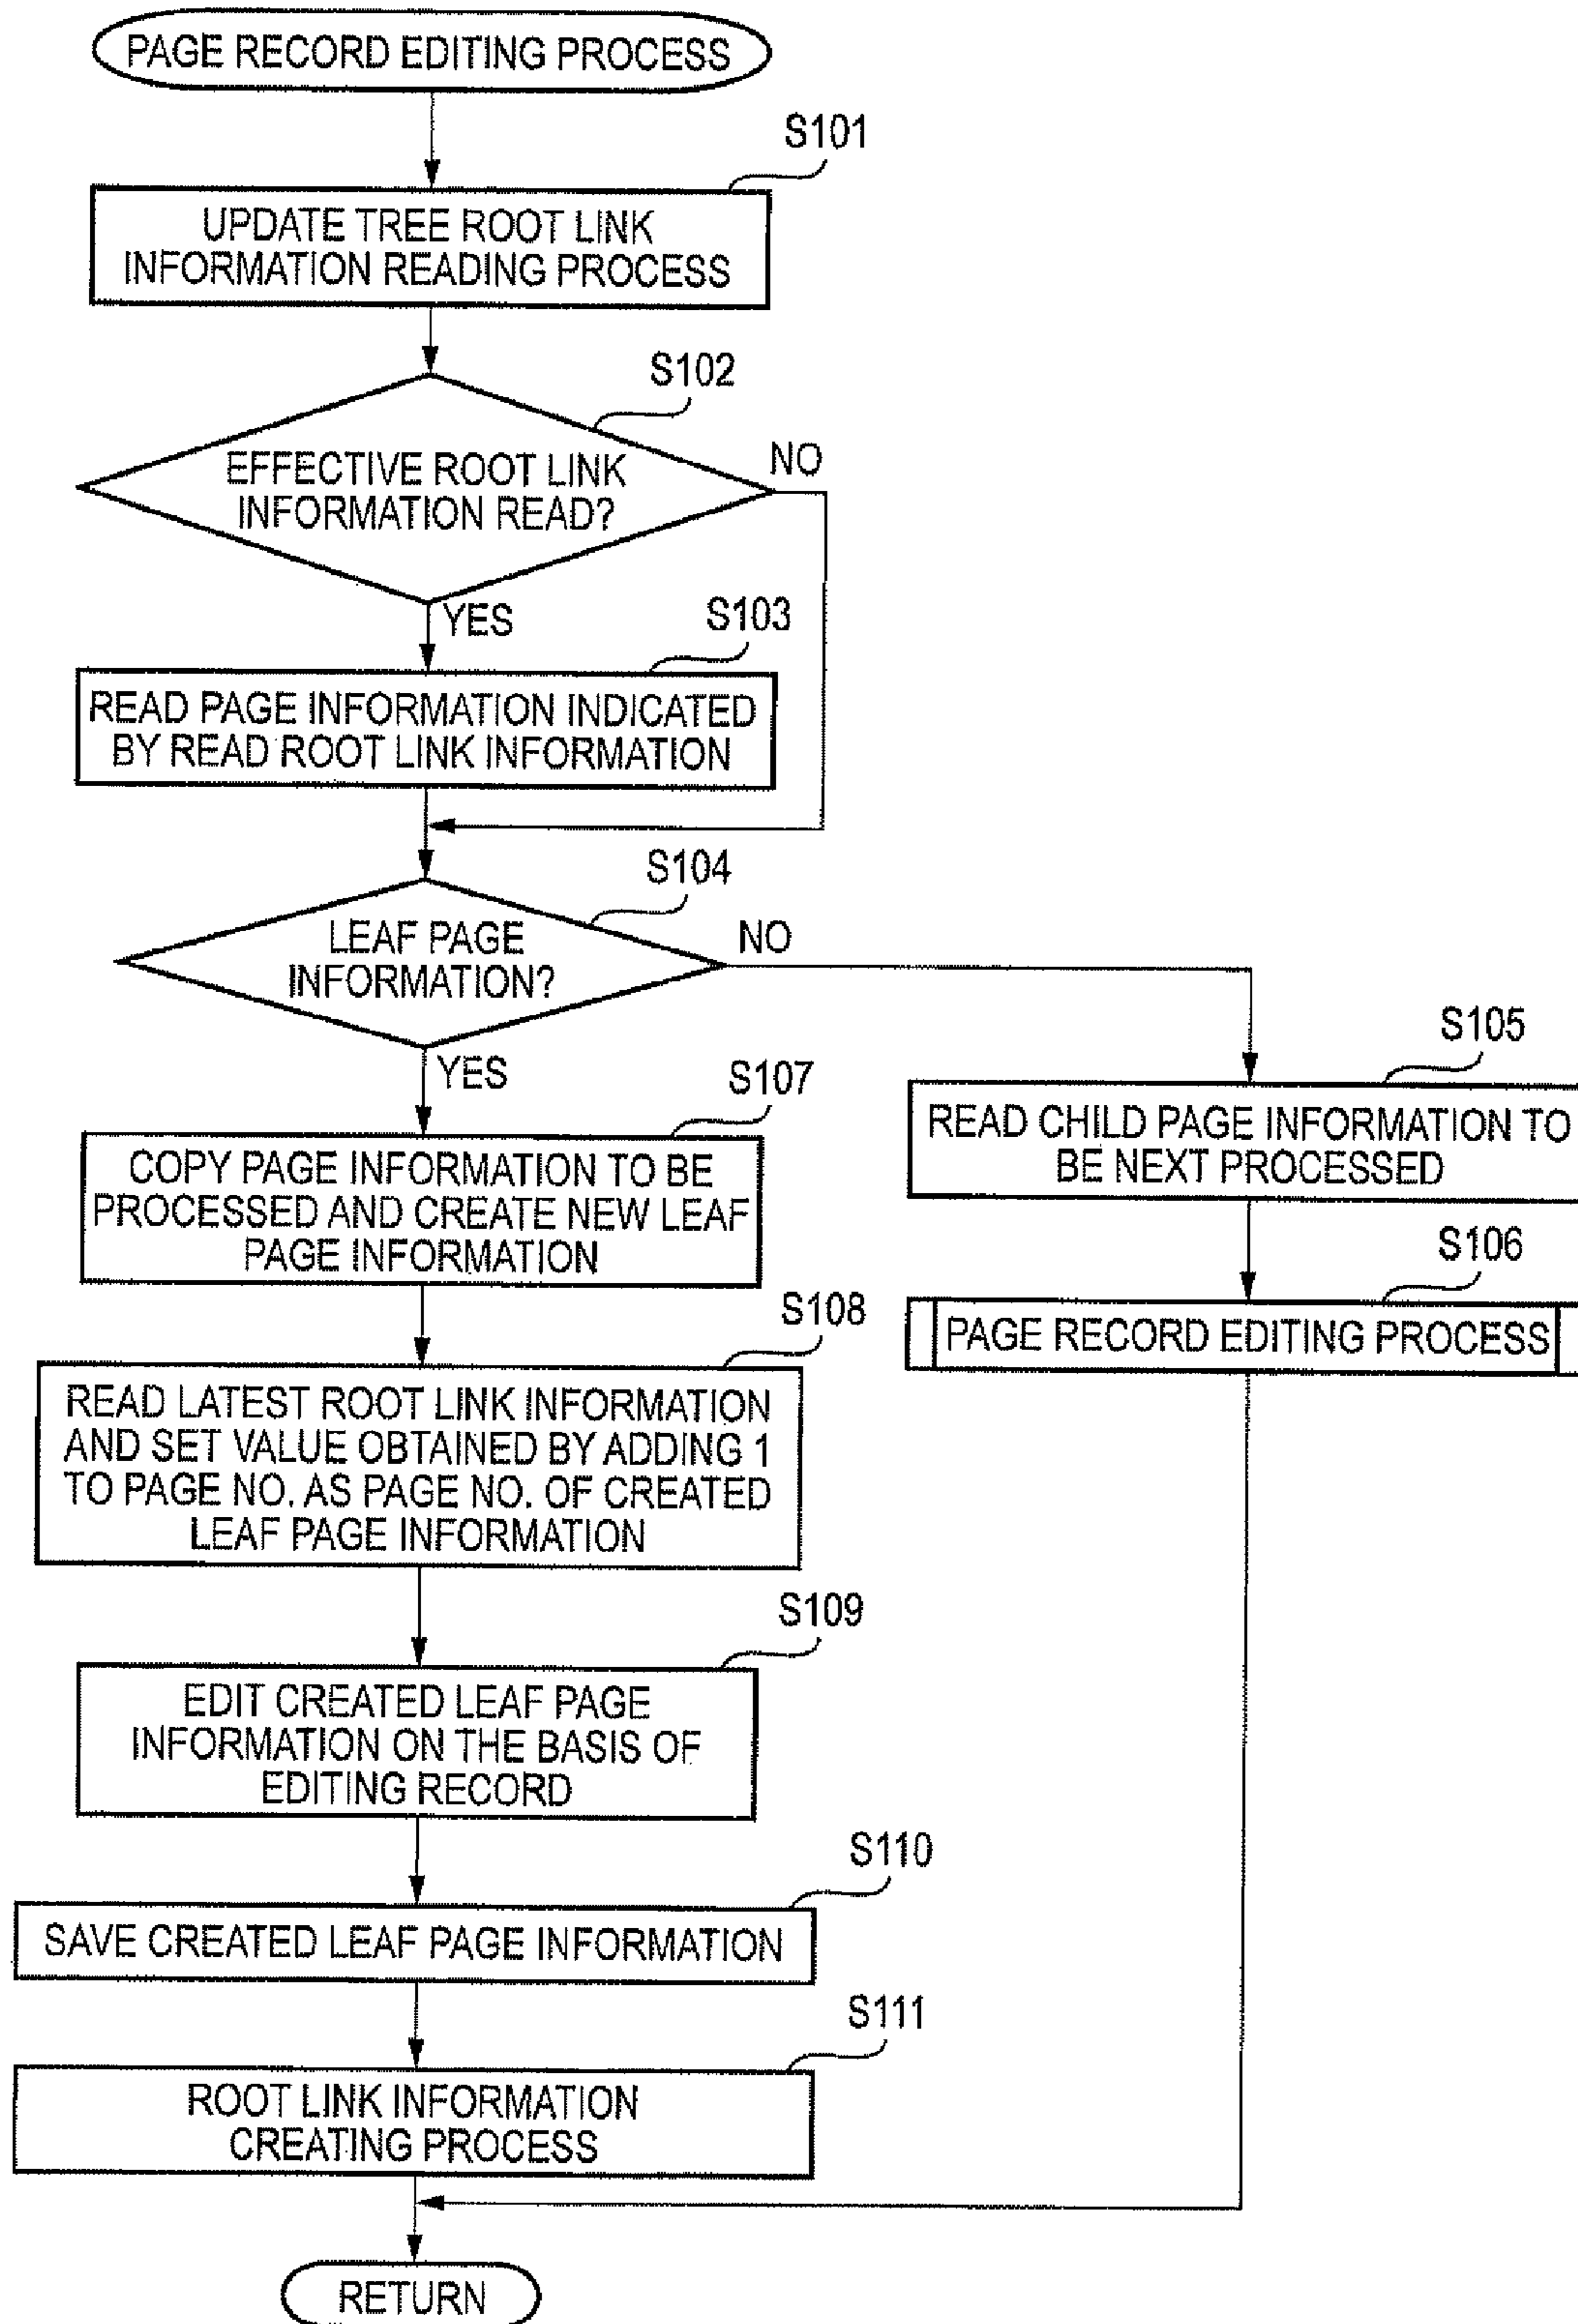 PAGE RECORD EDITING PROCESS
S101
UPDATE TREE ROOT LINK
INFORMATION READING PROCESS
S102
EFFECTIVE ROOT LINK
INFORMATION READ?
NO
YES
S103
READ PAGE INFORMATION INDICATED
BY READ ROOT LINK INFORMATION
S104
LEAF PAGE
INFORMATION?
NO
YES
S105
READ CHILD PAGE INFORMATION TO
BE NEXT PROCESSED
S106
PAGE RECORD EDITING PROCESS
S107
COPY PAGE INFORMATION TO BE
PROCESSED AND CREATE NEW LEAF
PAGE INFORMATION
S108
READ LATEST ROOT LINK INFORMATION
AND SET VALUE OBTAINED BY ADDING 1
TO PAGE NO. AS PAGE NO. OF CREATED
LEAF PAGE INFORMATION
S109
EDIT CREATED LEAF PAGE
INFORMATION ON THE BASIS OF
EDITING RECORD
S110
SAVE CREATED LEAF PAGE INFORMATION
S111
ROOT LINK INFORMATION
CREATING PROCESS
RETURN